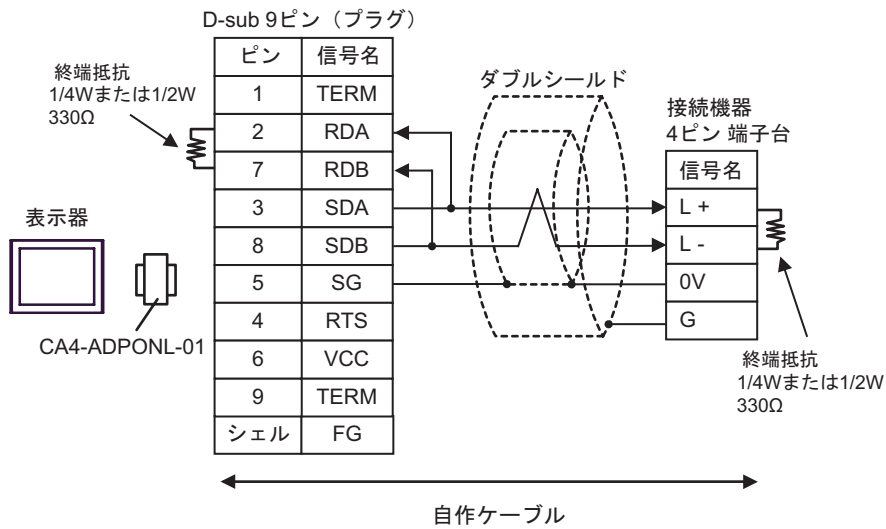 D-sub 9ピン（プラグ）
ピン 信号名
1 TERM
2 RDA
7 RDB
3 SDA
8 SDB
5 SG
4 RTS
6 VCC
9 TERM
シェル FG
終端抵抗
1/4Wまたは1/2W
330Ω
表示器
CA4-ADPONL-01
ダブルシールド
接続機器
4ピン 端子台
信号名
L +
L -
0V
G
終端抵抗
1/4Wまたは1/2W
330Ω
自作ケーブル